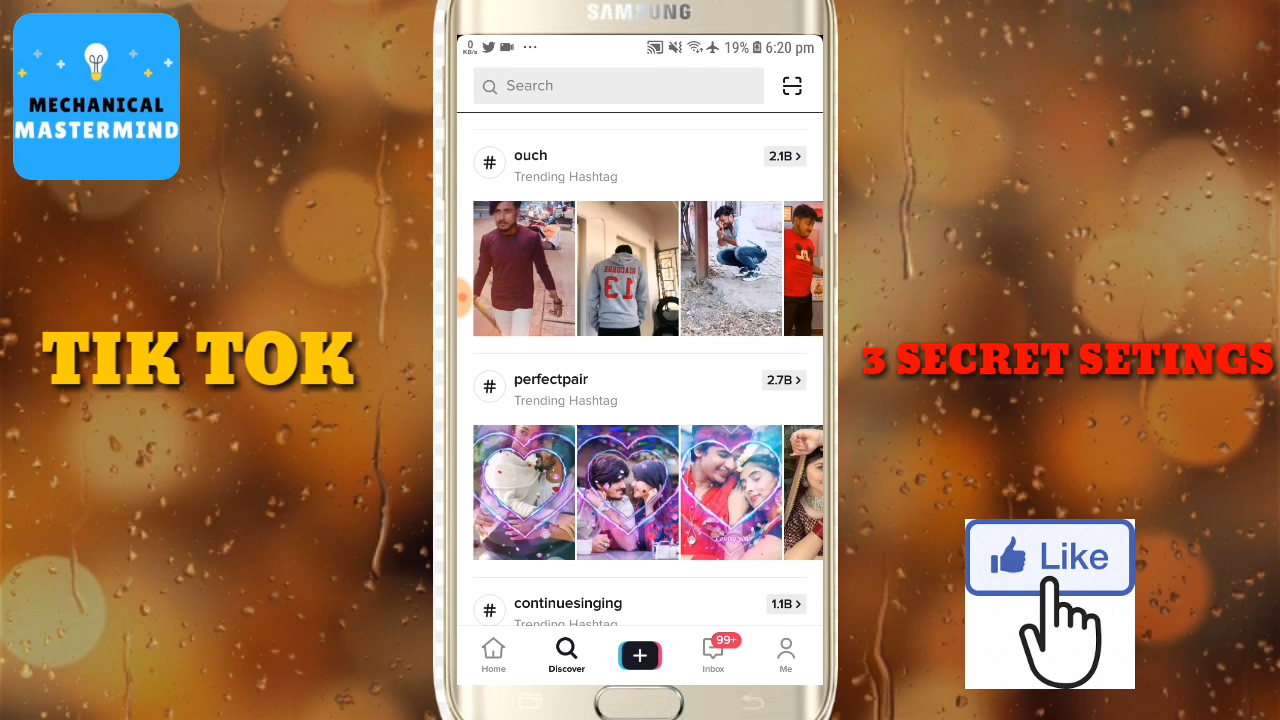 MECHANICAL
MASTERMIND
SAMSUNG
0
KB/s
19% 6:20 pm
Search
# ouch 2.1B >
Trending Hashtag
13
# perfectpair 2.7B >
Trending Hashtag
# continuesinging 1.1B >
Trending Hashtag
Home
Discover
99+
Inbox
Me
TIK TOK
3 SECRET SETINGS
Like